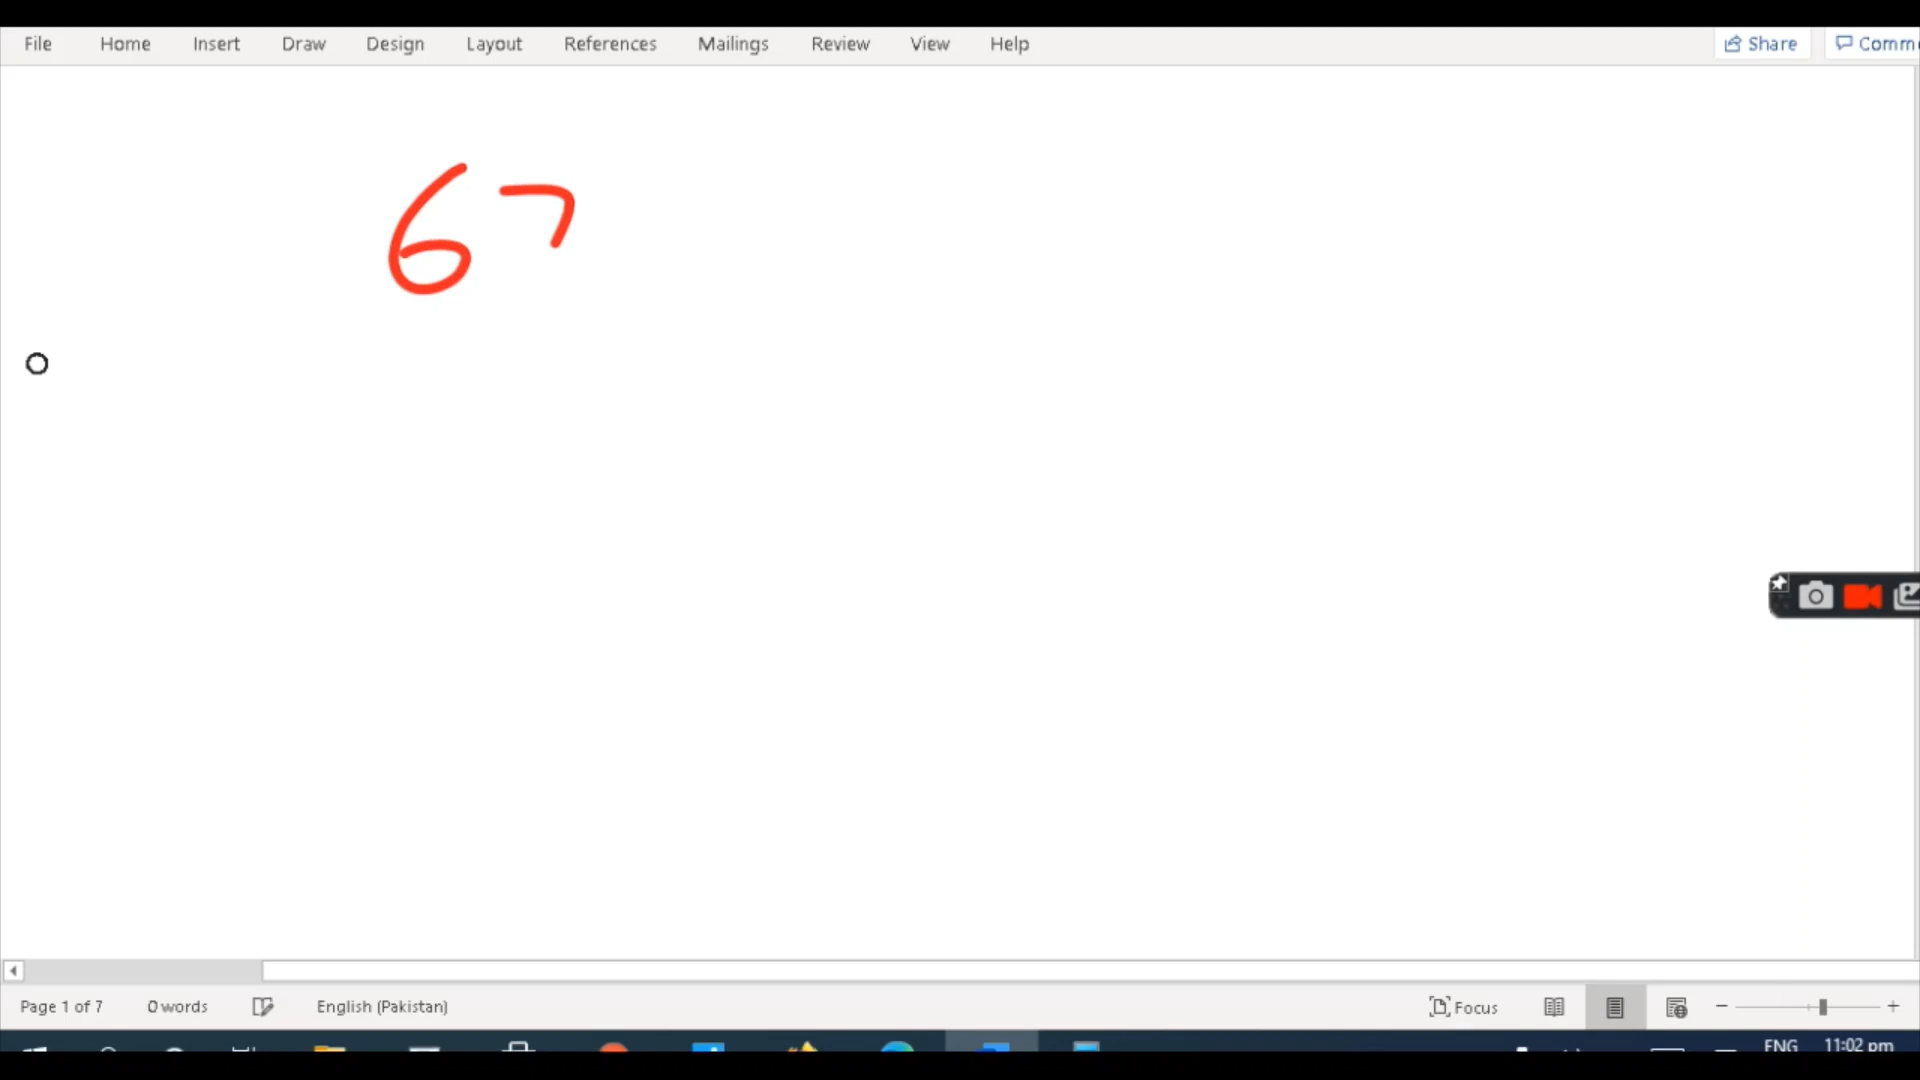 File Home Insert Draw Design Layout References Mailings Review View Help Share Comm
67
Page 1 of 7 0 words English (Pakistan) Focus
ENG 11:02 pm